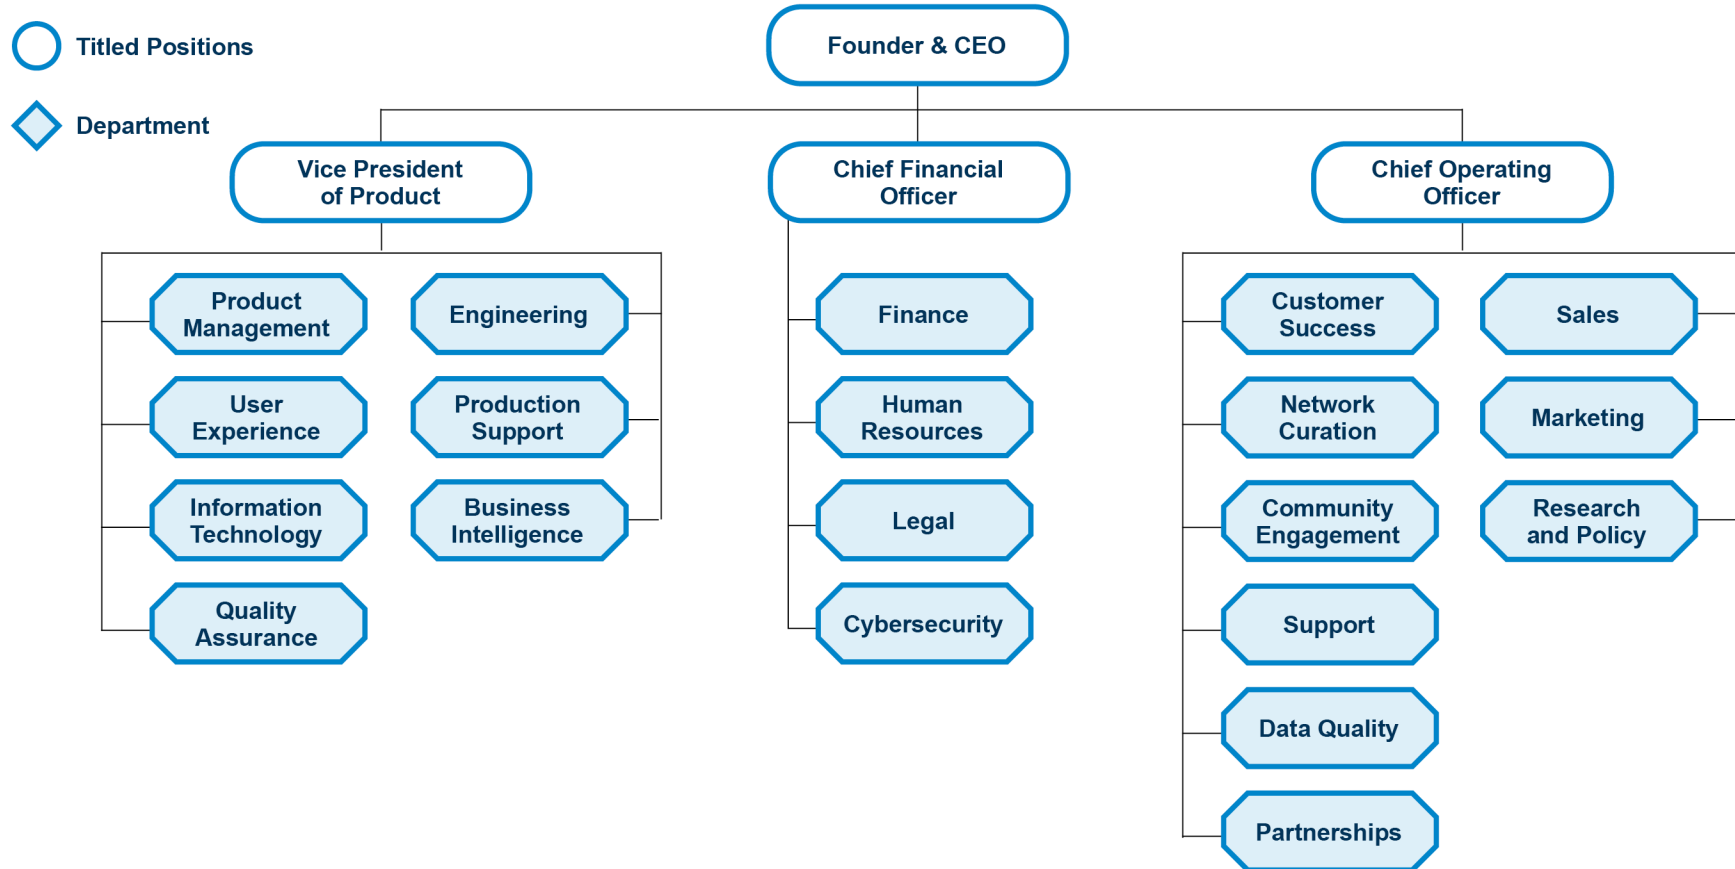 Titled Positions
Department
Founder & CEO
Vice President
of Product
Chief Financial
Officer
Chief Operating
Officer
Product
Management
Engineering
User
Experience
Production
Support
Information
Technology
Business
Intelligence
Quality
Assurance
Finance
Human
Resources
Legal
Cybersecurity
Customer
Success
Sales
Network
Curation
Marketing
Community
Engagement
Research
and Policy
Support
Data Quality
Partnerships